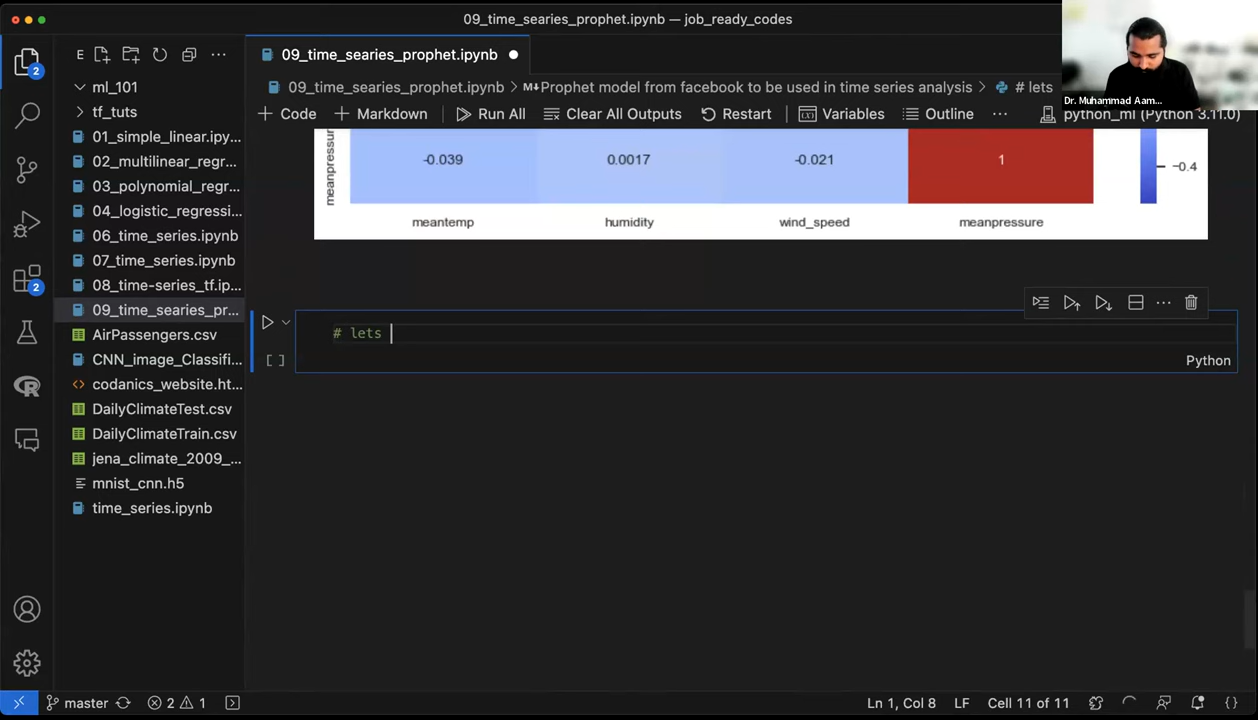 09_time_searies_prophet.ipynb — job_ready_codes
E
09_time_searies_prophet.ipynb
Dr. Muhammad Aam...
ml_101
tf_tuts
01_simple_linear.ipy...
02_multilinear_regr...
03_polynomial_regr...
04_logistic_regressi...
06_time_series.ipynb
07_time_series.ipynb
08_time-series_tf.ip...
09_time_searies_pr...
AirPassengers.csv
CNN_image_Classifi...
codanics_website.ht...
DailyClimateTest.csv
DailyClimateTrain.csv
jena_climate_2009_...
mnist_cnn.h5
time_series.ipynb
2
2
09_time_searies_prophet.ipynb > M↓Prophet model from facebook to be used in time series analysis > # lets
+ Code + Markdown Run All Clear All Outputs Restart Variables Outline ... python_ml (Python 3.11.0)
meanpressure
-0.039 0.0017 -0.021 1
−0.4
meantemp humidity wind_speed meanpressure
# lets
[ ]
Python
master 2 1 Ln 1, Col 8 LF Cell 11 of 11